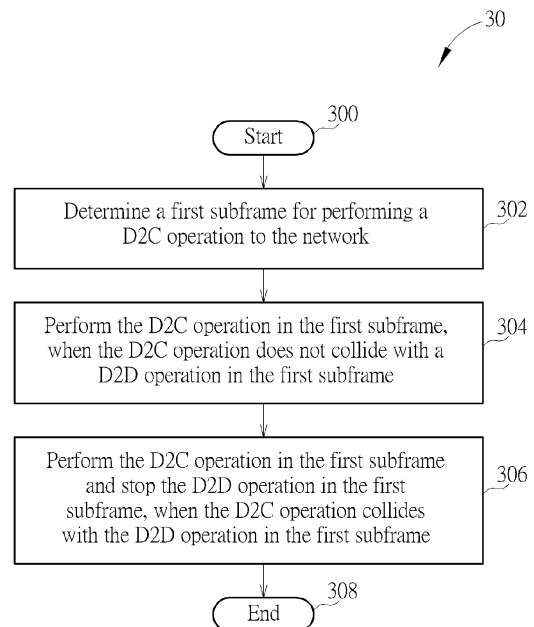 30
300
Start
Determine a first subframe for performing a
D2C operation to the network
302
Perform the D2C operation in the first subframe,
when the D2C operation does not collide with a
D2D operation in the first subframe
304
Perform the D2C operation in the first subframe
and stop the D2D operation in the first
subframe, when the D2C operation collides
with the D2D operation in the first subframe
306
308
End